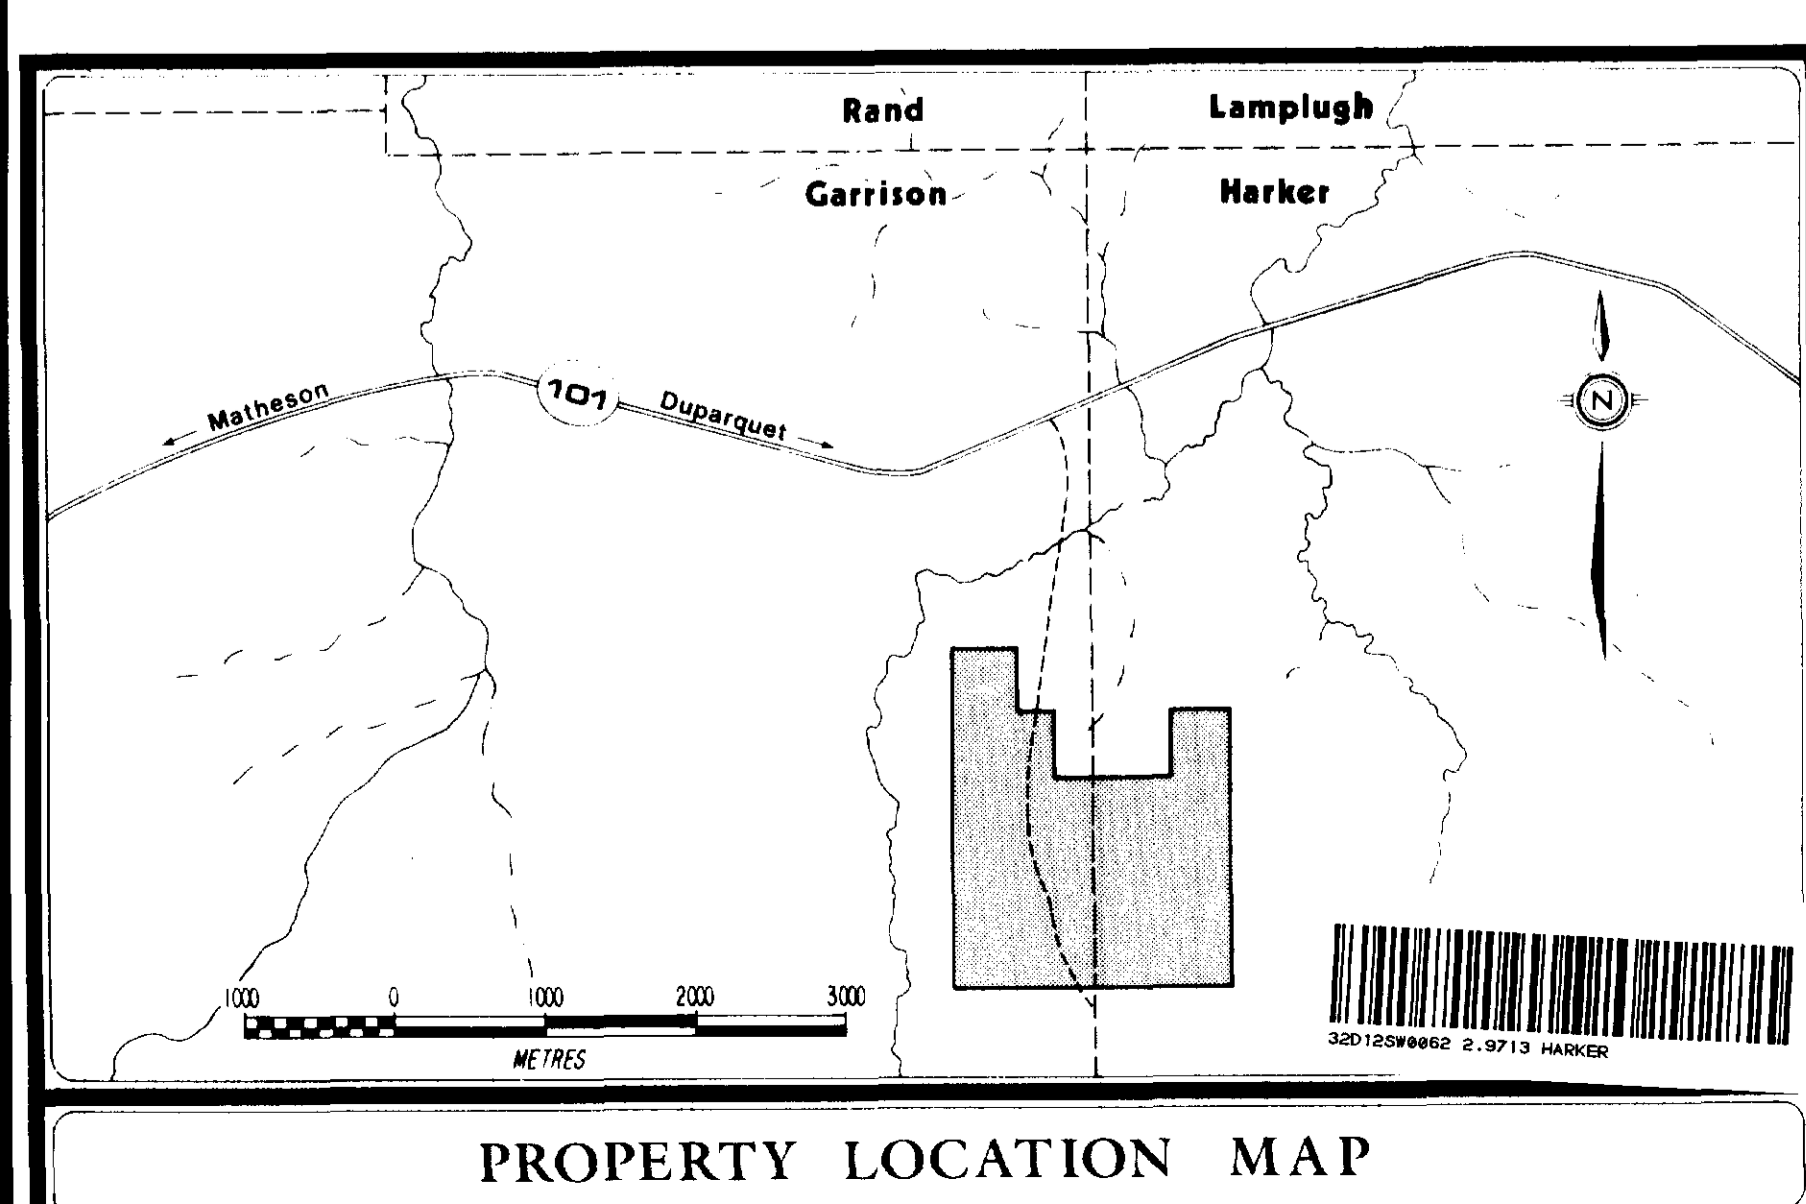 Rand Lamplugh
Garrison Harker
Matheson
101
Duparquet
N
1000 0 1000 2000 3000
METRES
32D12SW0062 2.9713 HARKER
PROPERTY LOCATION MAP